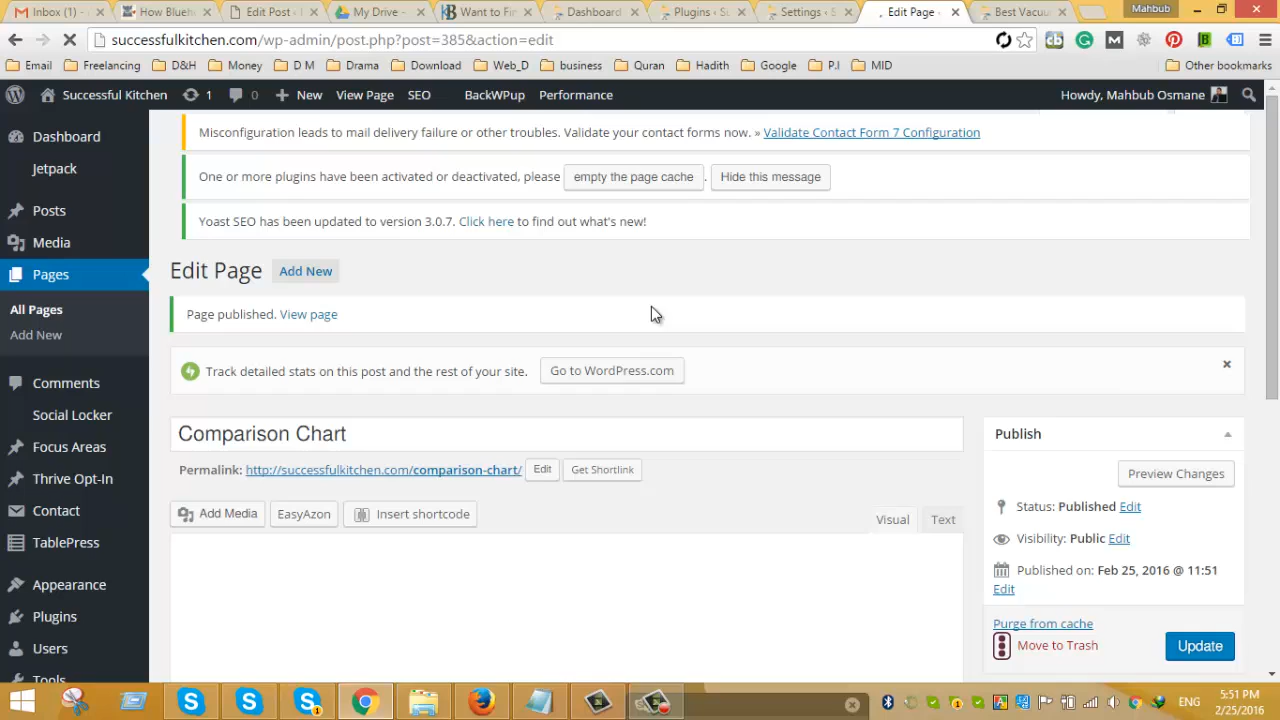 Inbox (1) - 
How Blueh
Edit Post ‹
My Drive -
Want to Fin
Dashboard
Plugins ‹ Su
Settings ‹ S
Edit Page ‹
Best Vacuu
Mahbub
successfulkitchen.com/wp-admin/post.php?post=385&action=edit
Email
Freelancing
D&H
Money
D M
Drama
Download
Web_D
business
Quran
Hadith
Google
P.I
MID
Other bookmarks
Successful Kitchen
1
0
New
View Page
SEO
BackWPup
Performance
Howdy, Mahbub Osmane
Dashboard
Jetpack
Posts
Media
Pages
All Pages
Add New
Comments
Social Locker
Focus Areas
Thrive Opt-In
Contact
TablePress
Appearance
Plugins
Users
Tools
Misconfiguration leads to mail delivery failure or other troubles. Validate your contact forms now. » Validate Contact Form 7 Configuration
One or more plugins have been activated or deactivated, please empty the page cache . Hide this message
Yoast SEO has been updated to version 3.0.7. Click here to find out what's new!
Edit Page Add New
Page published. View page
Track detailed stats on this post and the rest of your site. Go to WordPress.com
Comparison Chart
Permalink: http://successfulkitchen.com/comparison-chart/ Edit Get Shortlink
Add Media EasyAzon Insert shortcode
Visual Text
Publish
Preview Changes
Status: Published Edit
Visibility: Public Edit
Published on: Feb 25, 2016 @ 11:51
Edit
Purge from cache
Move to Trash
Update
ENG
5:51 PM
2/25/2016